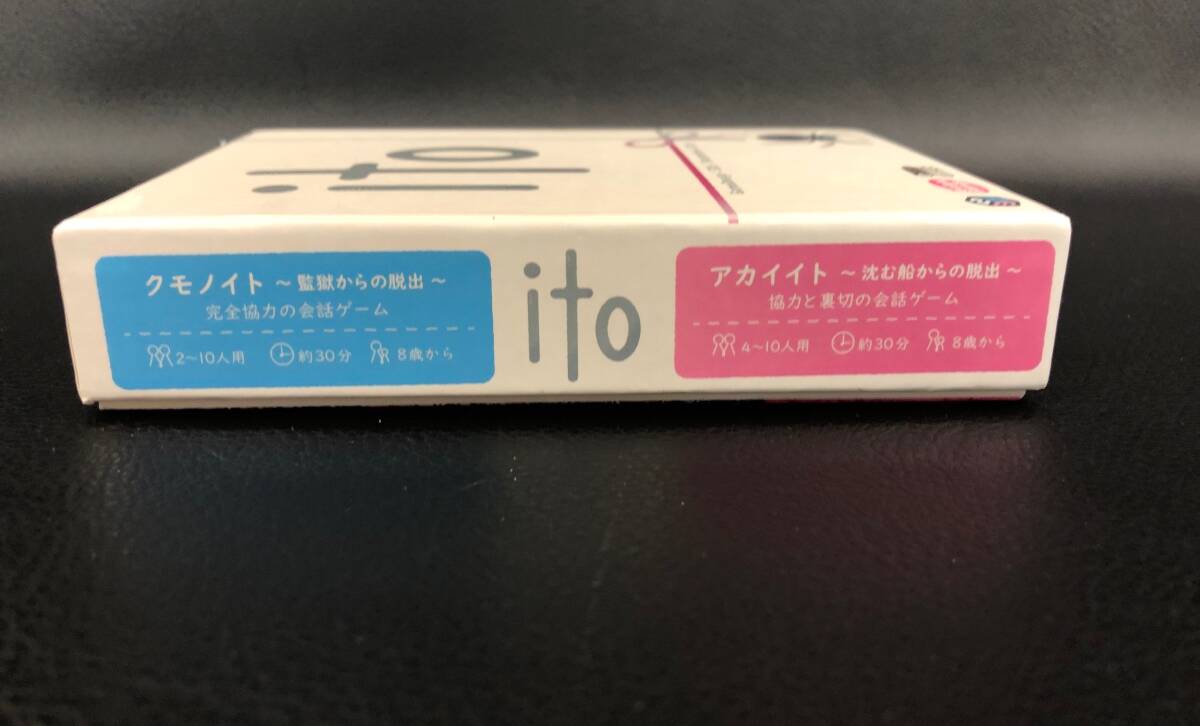 ito
クモノイト ～ 監獄からの脱出 ～
完全協力の会話ゲーム
2～10人用 約30分 8歳から
ito
アカイイト ～ 沈む船からの脱出 ～
協力と裏切の会話ゲーム
4～10人用 約30分 8歳から